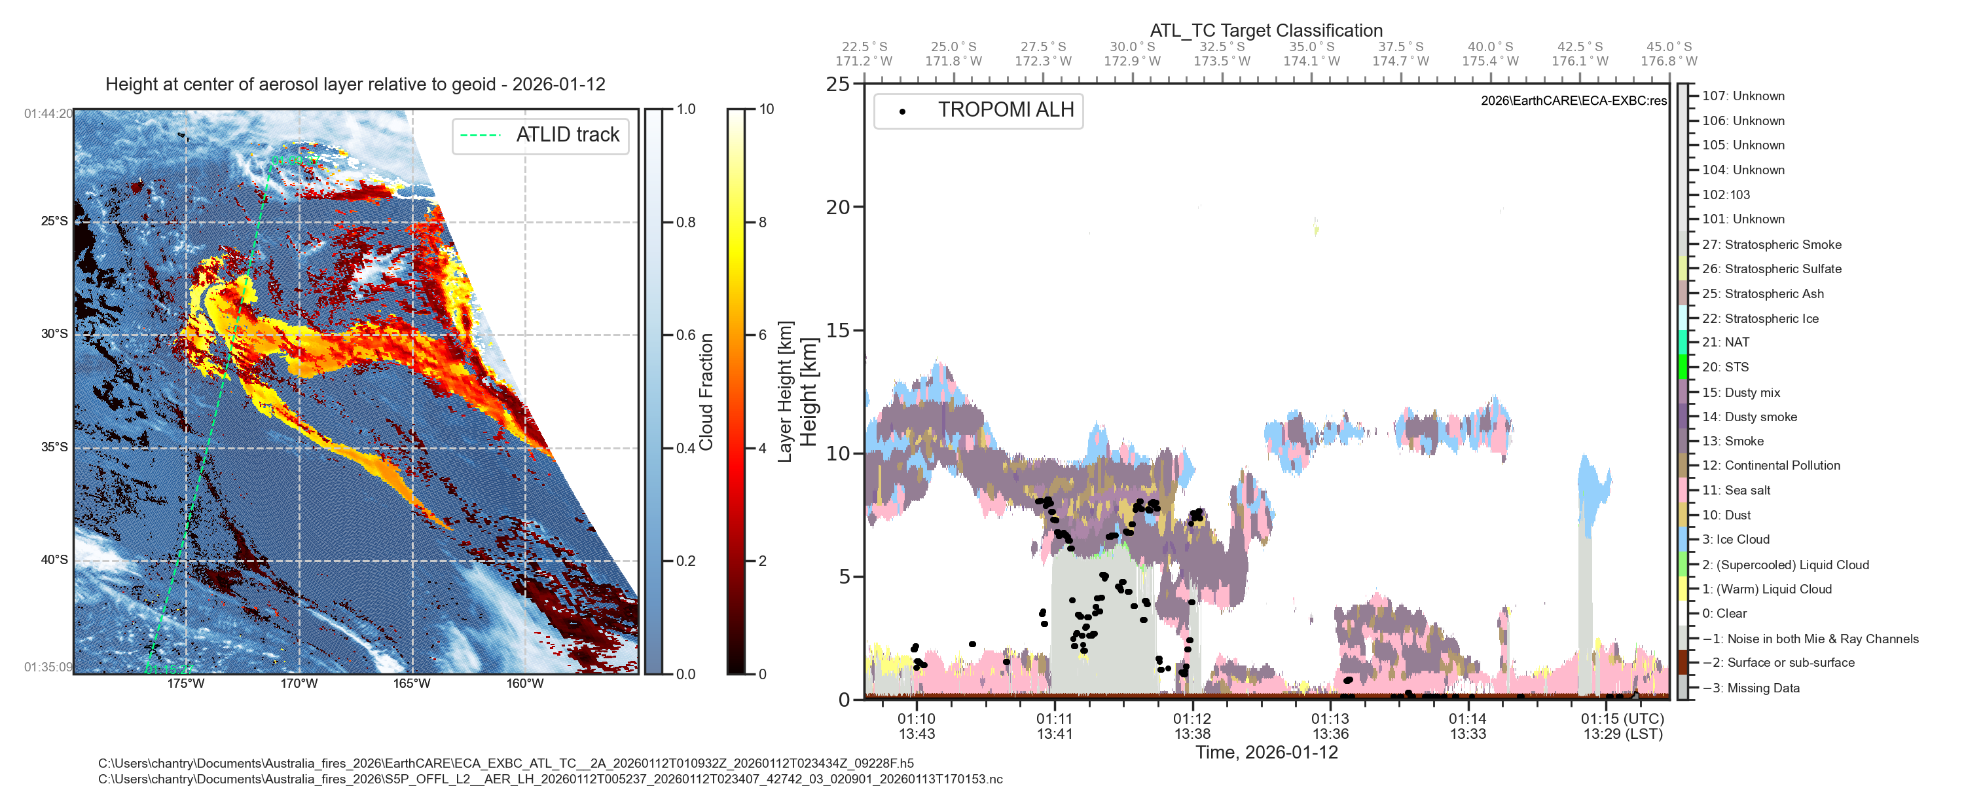 ATL_TC Target Classification
22.5°S 25.0°S 27.5°S 30.0°S 32.5°S 35.0°S 37.5°S 40.0°S 42.5°S 45.0°S
171.2°W 171.8°W 172.3°W 172.9°W 173.5°W 174.1°W 174.7°W 175.4°W 176.1°W 176.8°W
Height at center of aerosol layer relative to geoid - 2026-01-12
01:44:20
ATLID track
25°S
30°S
35°S
40°S
01:35:09
175°W 170°W 165°W 160°W
1.0
0.8
0.6
0.4
0.2
0.0
Cloud Fraction
10
8
6
4
2
0
Layer Height [km]
Height [km]
25
20
15
10
5
0
TROPOMI ALH
2026\EarthCARE\ECA-EXBC:res
107: Unknown
106: Unknown
105: Unknown
104: Unknown
102:103
101: Unknown
27: Stratospheric Smoke
26: Stratospheric Sulfate
25: Stratospheric Ash
22: Stratospheric Ice
21: NAT
20: STS
15: Dusty mix
14: Dusty smoke
13: Smoke
12: Continental Pollution
11: Sea salt
10: Dust
3: Ice Cloud
2: (Supercooled) Liquid Cloud
1: (Warm) Liquid Cloud
0: Clear
−1: Noise in both Mie & Ray Channels
−2: Surface or sub-surface
−3: Missing Data
01:10 01:11 01:12 01:13 01:14 01:15 (UTC)
13:43 13:41 13:38 13:36 13:33 13:29 (LST)
Time, 2026-01-12
C:\Users\chantry\Documents\Australia_fires_2026\EarthCARE\ECA_EXBC_ATL_TC__2A_20260112T010932Z_20260112T023434Z_09228F.h5
C:\Users\chantry\Documents\Australia_fires_2026\S5P_OFFL_L2__AER_LH_20260112T005237_20260112T023407_42742_03_020901_20260113T170153.nc